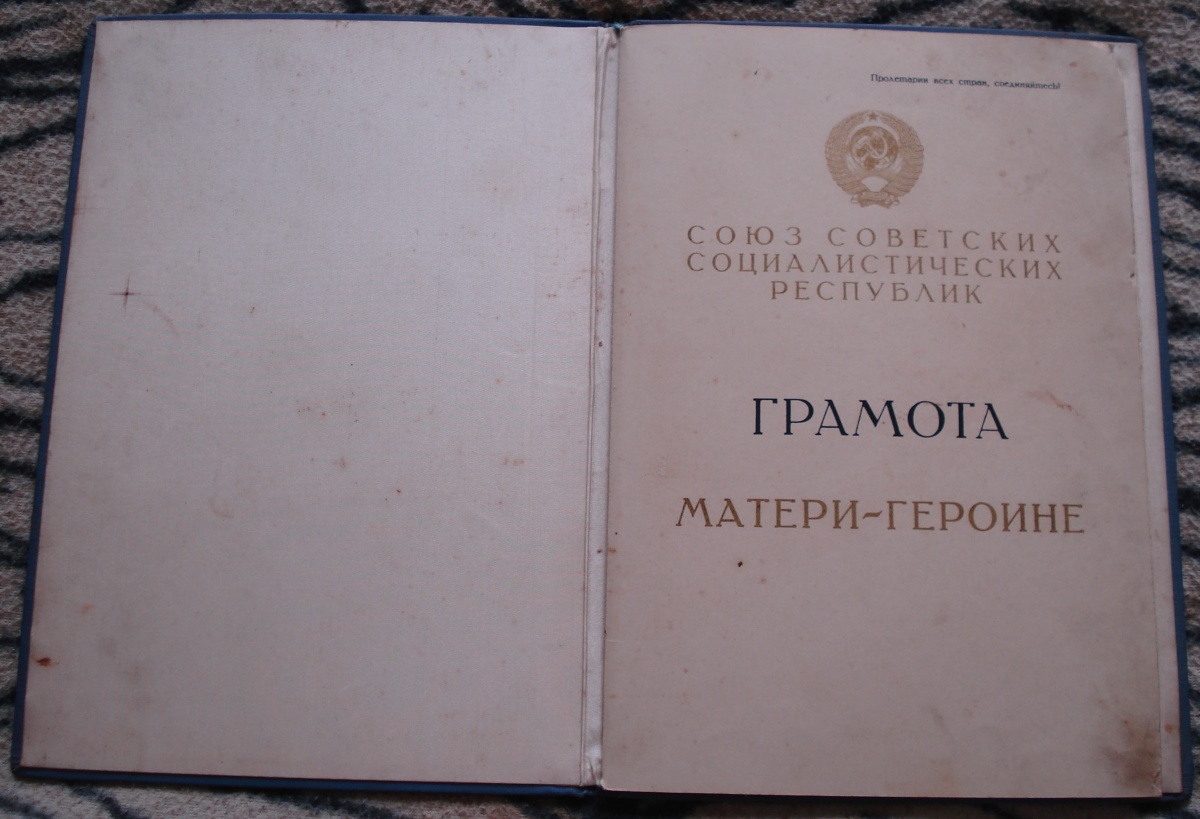 Пролетарии всех стран, соединяйтесь!
СОЮЗ СОВЕТСКИХ
СОЦИАЛИСТИЧЕСКИХ
РЕСПУБЛИК
ГРАМОТА
МАТЕРИ-ГЕРОИНЕ